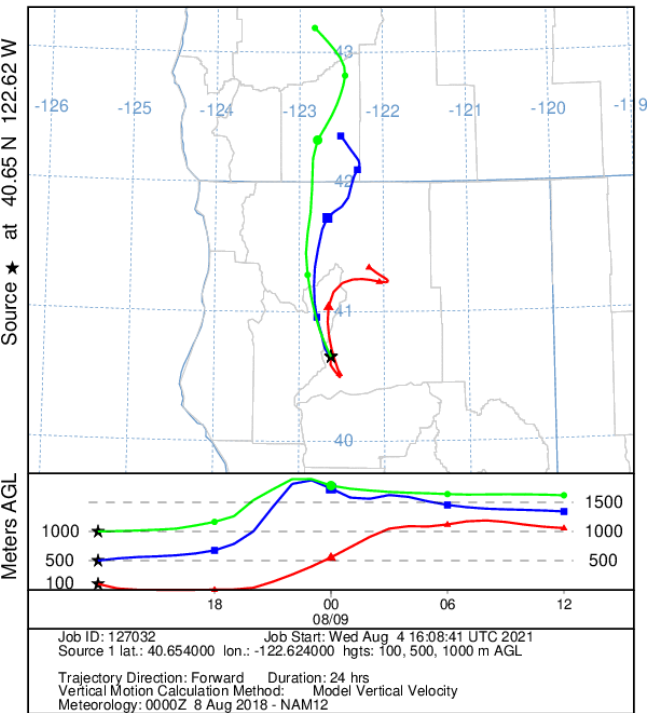 Source ★ at 40.65 N 122.62 W
43
-126 -125 -124 -123 -122 -121 -120 -119
42
41
40
Meters AGL
1500
1000 1000
500 500
100
18 00 06 12
08/09
Job ID: 127032 Job Start: Wed Aug 4 16:08:41 UTC 2021
Source 1 lat.: 40.654000 lon.: -122.624000 hgts: 100, 500, 1000 m AGL
Trajectory Direction: Forward Duration: 24 hrs
Vertical Motion Calculation Method: Model Vertical Velocity
Meteorology: 0000Z 8 Aug 2018 - NAM12